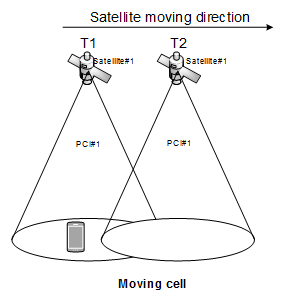 Satellite moving direction
T1 T2
Satellite#1 Satellite#1
PCI#1 PCI#1
Moving cell